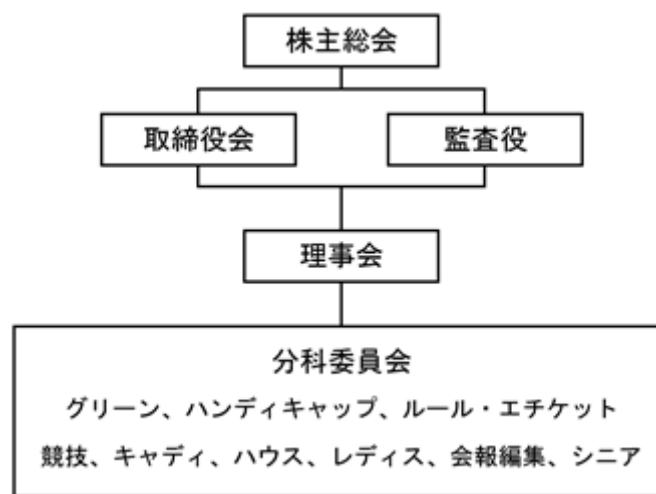 株主総会
取締役会
監査役
理事会
分科委員会
グリーン、ハンディキャップ、ルール・エチケット
競技、キャディ、ハウス、レディス、会報編集、シニア